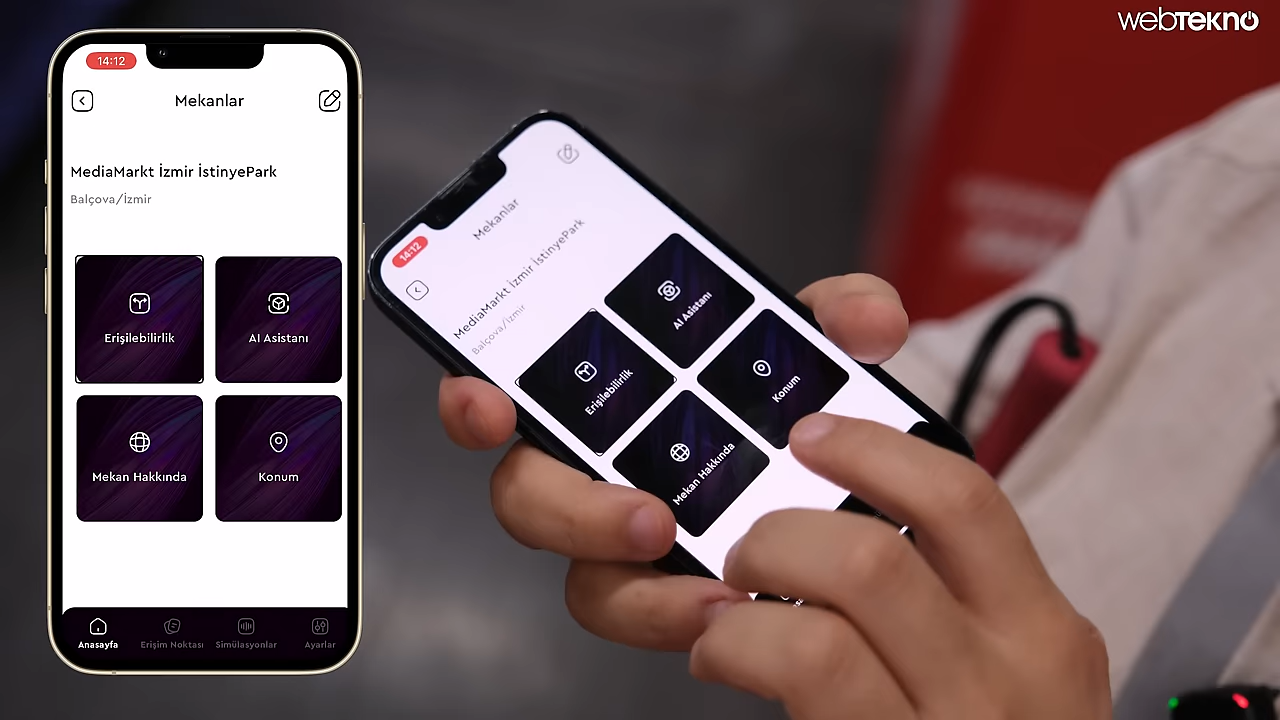 webTEKNO
14:12
Mekanlar
MediaMarkt İzmir İstinyePark
Balçova/İzmir
Erişilebilirlik
AI Asistanı
Mekan Hakkında
Konum
Anasayfa
Erişim Noktası
Simülasyonlar
Ayarlar
14:12
Mekanlar
MediaMarkt İzmir İstinyePark
Balçova/İzmir
Erişilebilirlik
AI Asistanı
Mekan Hakkında
Konum